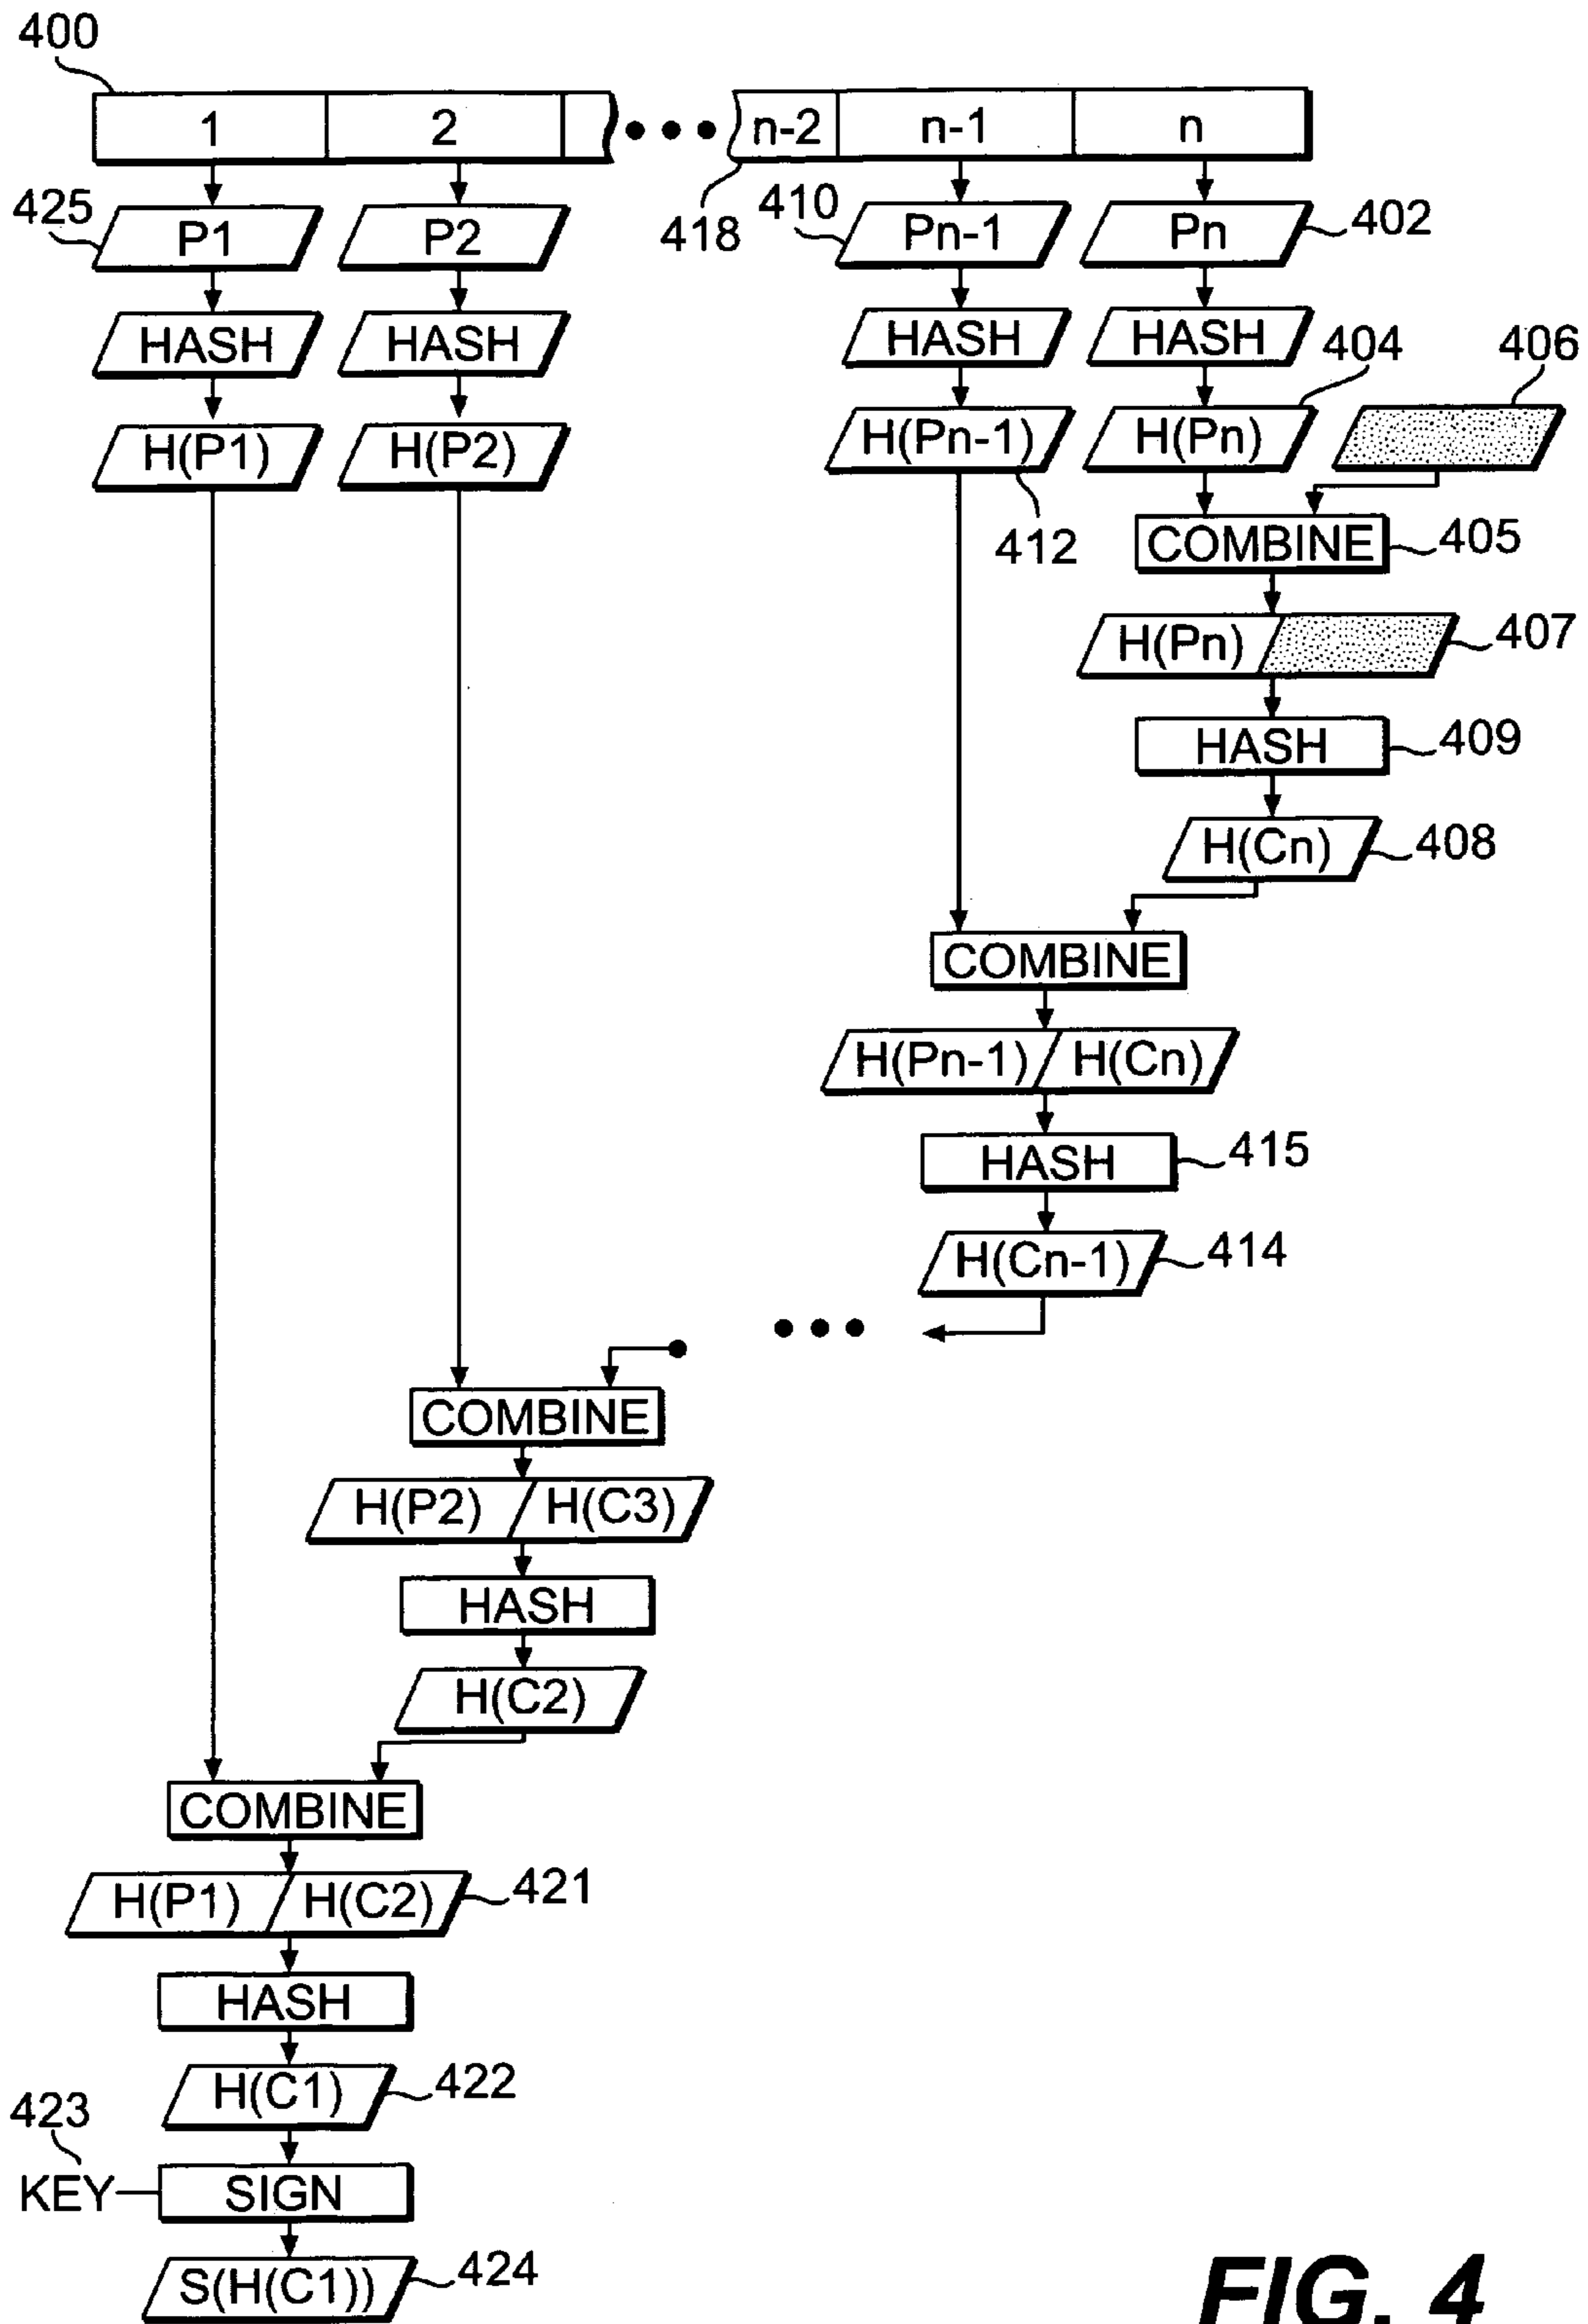 400
1 2 n-2 n-1 n
425 P1 P2 418 410 Pn-1 Pn 402
HASH HASH HASH HASH 404 406
H(P1) H(P2) H(Pn-1) H(Pn)
412 COMBINE 405
H(Pn) 407
HASH 409
H(Cn) 408
COMBINE
H(Pn-1) H(Cn)
HASH 415
H(Cn-1) 414
COMBINE
H(P2) H(C3)
HASH
H(C2)
COMBINE
H(P1) H(C2) 421
HASH
H(C1) 422
423
KEY SIGN
S(H(C1)) 424
FIG. 4